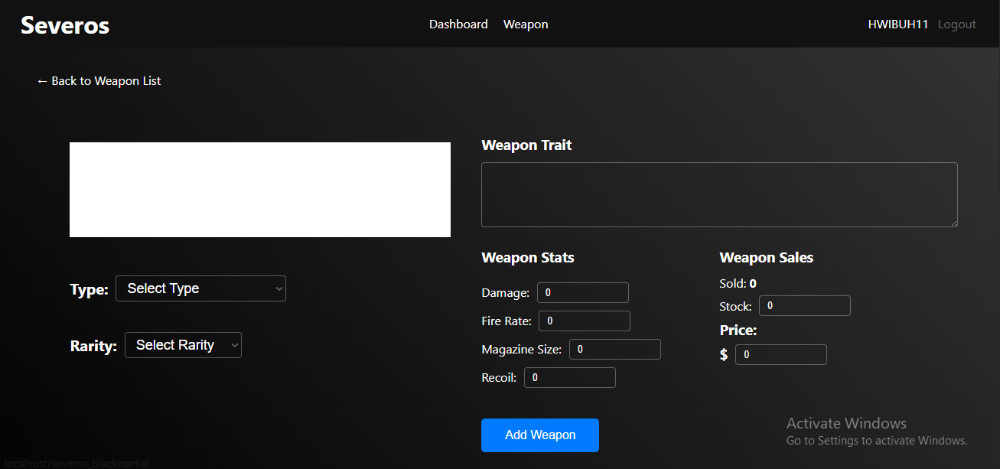 Severos
Dashboard Weapon
HWIBUH11 Logout
← Back to Weapon List
Type: Select Type
Rarity: Select Rarity
Weapon Trait
Weapon Stats
Damage: 0
Fire Rate: 0
Magazine Size: 0
Recoil: 0
Weapon Sales
Sold: 0
Stock: 0
Price:
$ 0
Add Weapon
Activate Windows
Go to Settings to activate Windows.
localhost/severos_blackmarket